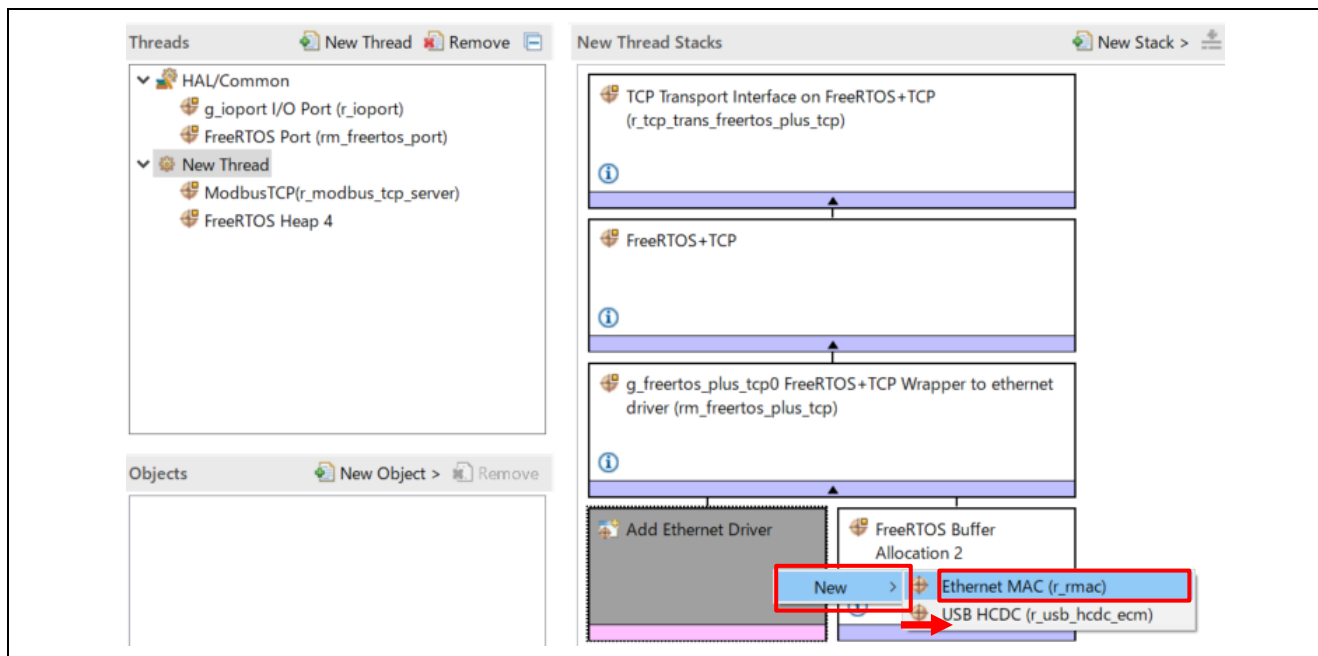 Threads
New Thread
Remove
HAL/Common
g_ioport I/O Port (r_ioport)
FreeRTOS Port (rm_freertos_port)
New Thread
ModbusTCP(r_modbus_tcp_server)
FreeRTOS Heap 4
Objects
New Object >
Remove
New Thread Stacks
New Stack >
TCP Transport Interface on FreeRTOS+TCP
(r_tcp_trans_freertos_plus_tcp)
FreeRTOS+TCP
g_freertos_plus_tcp0 FreeRTOS+TCP Wrapper to ethernet
driver (rm_freertos_plus_tcp)
Add Ethernet Driver
FreeRTOS Buffer
Allocation 2
New >
Ethernet MAC (r_rmac)
USB HCDC (r_usb_hcdc_ecm)